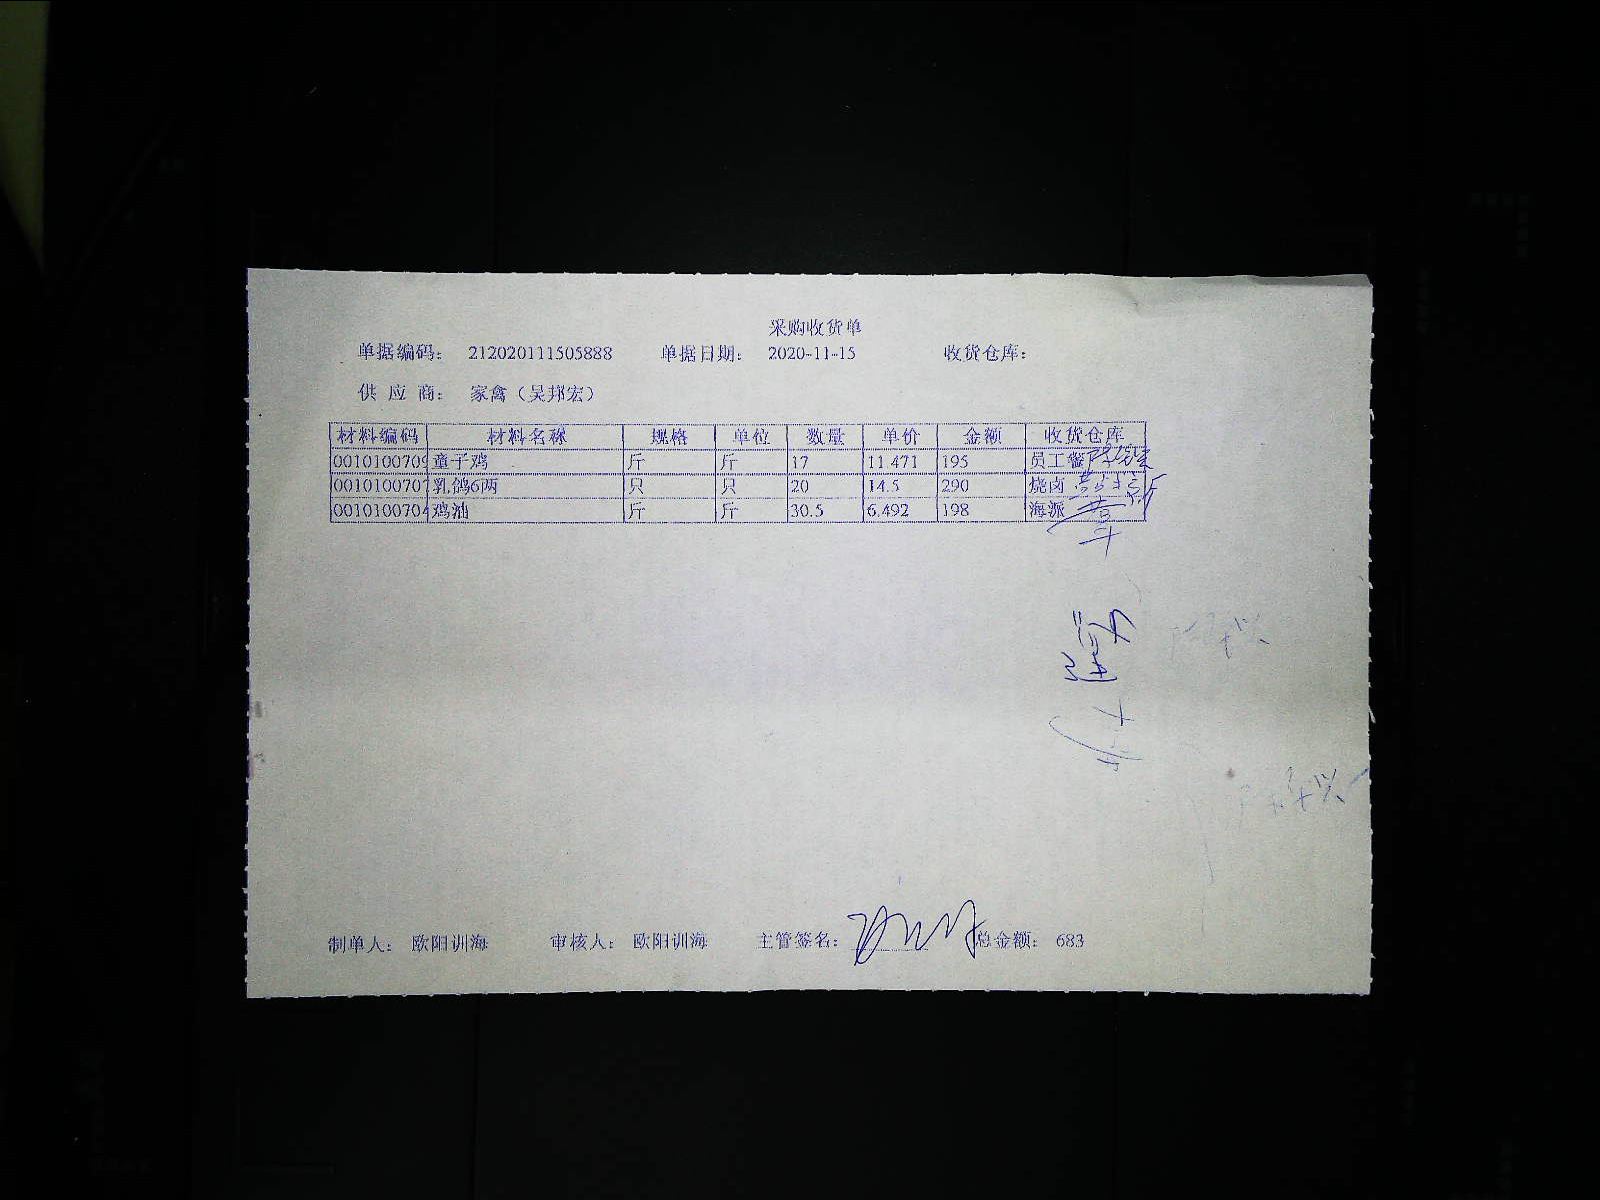 采购收货单
单据编码： 212020111505888 单据日期： 2020-11-15 收货仓库：
供 应 商： 家禽（吴邦宏）
材料编码 材料名称 规格 单位 数量 单价 金额 收货仓库
0010100709 童子鸡 斤 斤 17 11.471 195 员工餐
0010100707 乳鸽6两 只 只 20 14.5 290 烧卤
0010100704 鸡油 斤 斤 30.5 6.492 198 海派
制单人： 欧阳训海 审核人： 欧阳训海 主管签名： 总金额： 683